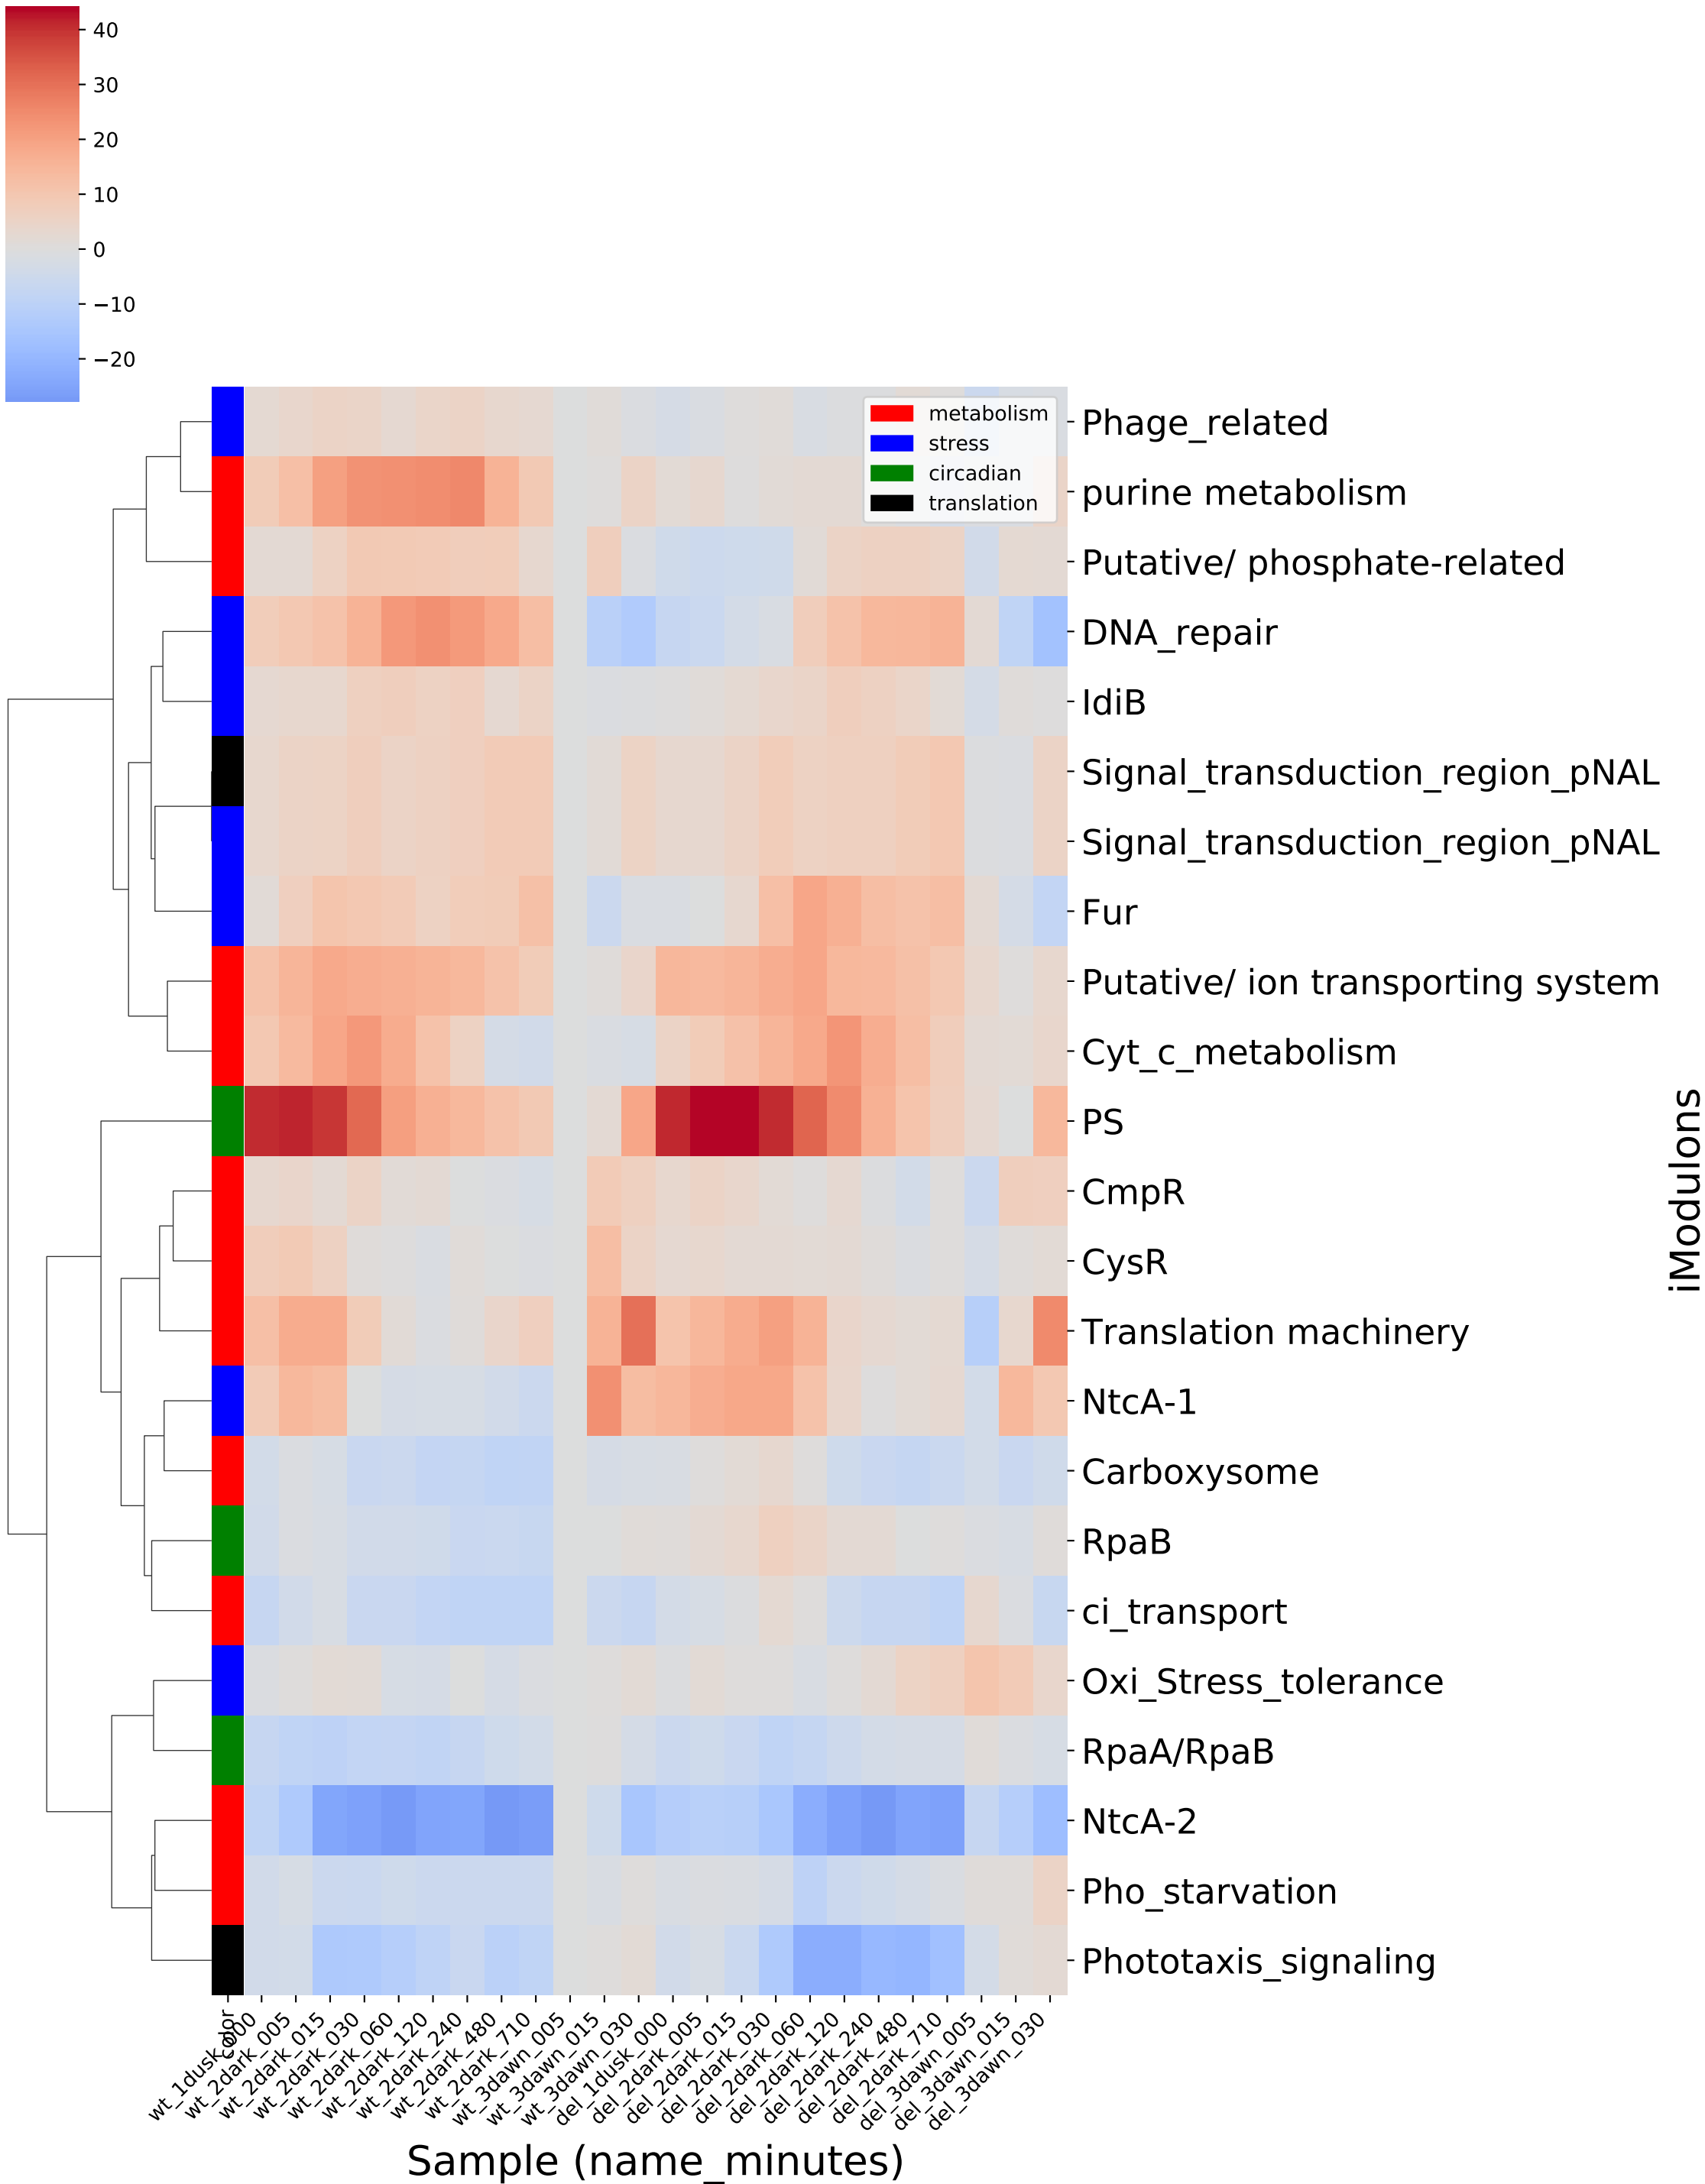 40
30
20
10
0
−10
−20
metabolism
stress
circadian
translation
Phage_related
purine metabolism
Putative/ phosphate-related
DNA_repair
IdiB
Signal_transduction_region_pNAL
Signal_transduction_region_pNAL
Fur
Putative/ ion transporting system
Cyt_c_metabolism
PS
CmpR
CysR
Translation machinery
NtcA-1
Carboxysome
RpaB
ci_transport
Oxi_Stress_tolerance
RpaA/RpaB
NtcA-2
Pho_starvation
Phototaxis_signaling
iModulons
color
wt_1dusk_000
wt_2dark_005
wt_2dark_015
wt_2dark_030
wt_2dark_060
wt_2dark_120
wt_2dark_240
wt_2dark_480
wt_2dark_710
wt_3dawn_005
wt_3dawn_015
wt_3dawn_030
del_1dusk_000
del_2dark_005
del_2dark_015
del_2dark_030
del_2dark_060
del_2dark_120
del_2dark_240
del_2dark_480
del_2dark_710
del_3dawn_005
del_3dawn_015
del_3dawn_030
Sample (name_minutes)